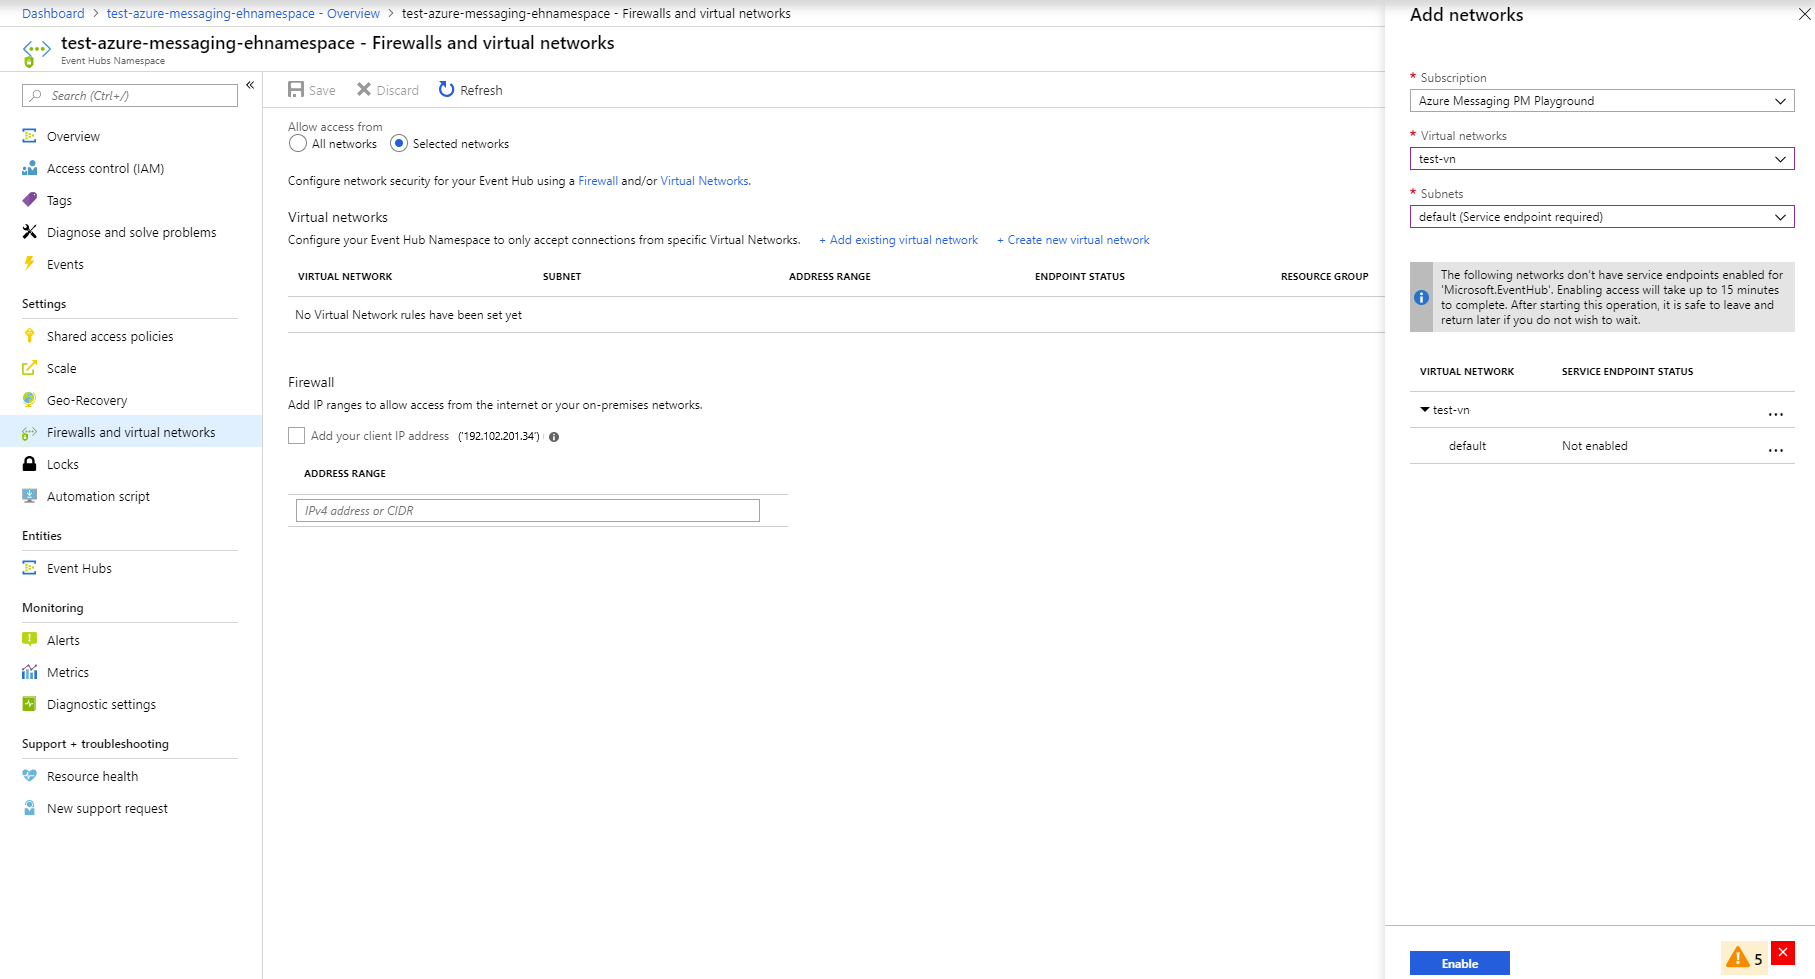 Dashboard > test-azure-messaging-ehnamespace - Overview > test-azure-messaging-ehnamespace - Firewalls and virtual networks
test-azure-messaging-ehnamespace - Firewalls and virtual networks
Event Hubs Namespace
Search (Ctrl+/)
«
Overview
Access control (IAM)
Tags
Diagnose and solve problems
Events
Settings
Shared access policies
Scale
Geo-Recovery
Firewalls and virtual networks
Locks
Automation script
Entities
Event Hubs
Monitoring
Alerts
Metrics
Diagnostic settings
Support + troubleshooting
Resource health
New support request
Save Discard Refresh
Allow access from
All networks Selected networks
Configure network security for your Event Hub using a Firewall and/or Virtual Networks.
Virtual networks
Configure your Event Hub Namespace to only accept connections from specific Virtual Networks. + Add existing virtual network + Create new virtual network
VIRTUAL NETWORK SUBNET ADDRESS RANGE ENDPOINT STATUS RESOURCE GROUP
No Virtual Network rules have been set yet
Firewall
Add IP ranges to allow access from the internet or your on-premises networks.
Add your client IP address ('192.102.201.34')
ADDRESS RANGE
IPv4 address or CIDR
Add networks
* Subscription
Azure Messaging PM Playground
* Virtual networks
test-vn
* Subnets
default (Service endpoint required)
The following networks don't have service endpoints enabled for
'Microsoft.EventHub'. Enabling access will take up to 15 minutes
to complete. After starting this operation, it is safe to leave and
return later if you do not wish to wait.
VIRTUAL NETWORK SERVICE ENDPOINT STATUS
test-vn ...
default Not enabled ...
Enable
5